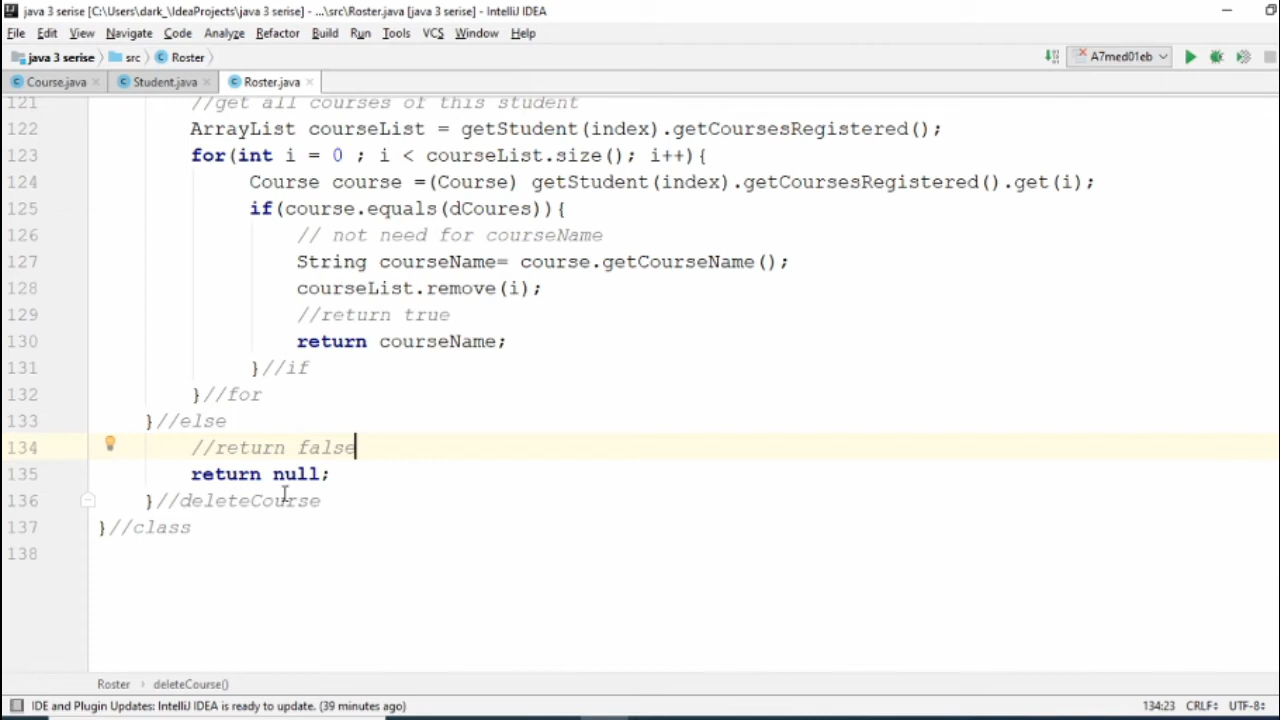 java 3 serise [C:\Users\dark_\IdeaProjects\java 3 serise] - ...\src\Roster.java [java 3 serise] - IntelliJ IDEA
File Edit View Navigate Code Analyze Refactor Build Run Tools VCS Window Help
java 3 serise src Roster A7med01eb
Course.java Student.java Roster.java
121 //get all courses of this student
122 ArrayList courseList = getStudent(index).getCoursesRegistered();
123 for(int i = 0 ; i < courseList.size(); i++){
124 Course course =(Course) getStudent(index).getCoursesRegistered().get(i);
125 if(course.equals(dCoures)){
126 // not need for courseName
127 String courseName= course.getCourseName();
128 courseList.remove(i);
129 //return true
130 return courseName;
131 }//if
132 }//for
133 }//else
134 //return false
135 return null;
136 }//deleteCourse
137 }//class
138
Roster › deleteCourse()
IDE and Plugin Updates: IntelliJ IDEA is ready to update. (39 minutes ago) 134:23 CRLF UTF-8